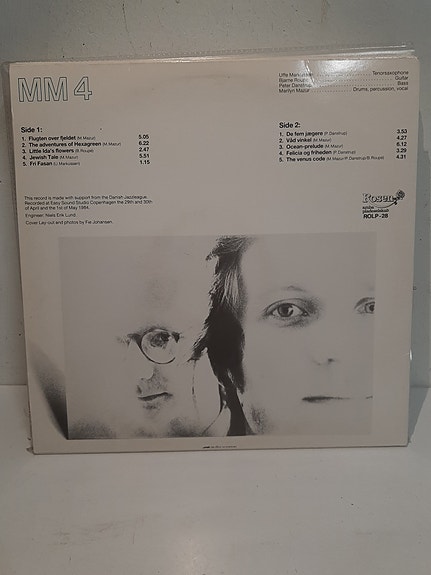 MM 4
Uffe Markussen Tenorsaxophone
Bjarne Roupé Guitar
Peter Danstrup Bass
Marilyn Mazur Drums, percussion, vocal
Side 1:
1. Flugten over fjeldet (M.Mazur) 5.05
2. The adventures of Hexagreen (M.Mazur) 6.22
3. Little Ida's flowers (B.Roupé) 2.47
4. Jewish Tale (M.Mazur) 5.51
5. Fri Fasan (U.Markussen) 1.15
Side 2:
1. De fem jægere (P.Danstrup) 3.53
2. Våd vinkel (M.Mazur) 4.27
3. Ocean-prelude (M.Mazur) 6.12
4. Felicia og friheden (P.Danstrup) 3.29
5. The venus code (M.Mazur/P.Danstrup/B.Roupé) 4.31
This record is made with support from the Danish Jazzleague.
Recorded at Easy Sound Studio Copenhagen the 29th and 30th
of April and the 1st of May 1984.
Engineer: Niels Erik Lund.
Cover Lay-out and photos by Fie Johansen.
Rosen
ROLP-28